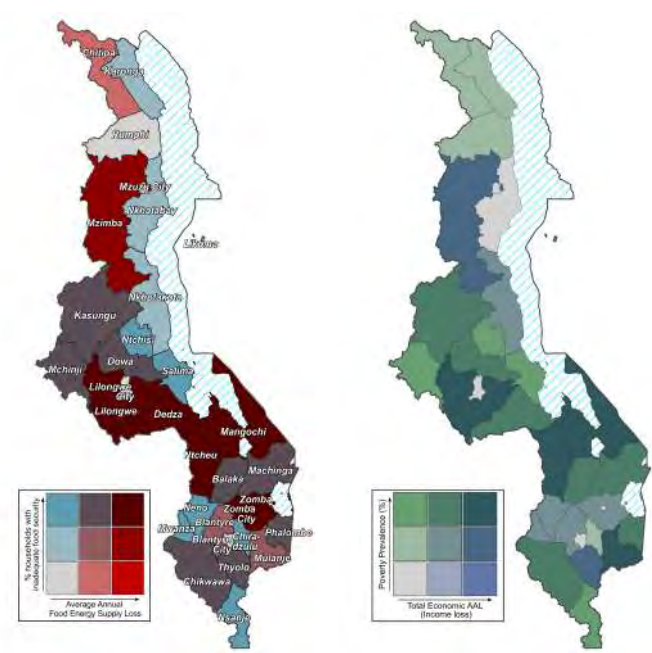 Chitipa
Karonga
Rumphi
Mzuzu City
Nkhatabay
Mzimba
Likoma
Nkhotakota
Kasungu
Ntchisi
Dowa
Mchinji
Salima
Lilongwe
City
Lilongwe
Dedza
Mangochi
Ntcheu
Machinga
Balaka
Zomba
Neno
Zomba
City
Mwanza
Blantyre
Phalombe
Blantyre
City
Chira-
dzulu
Mulanje
Thyolo
Chikwawa
Nsanje
% households with
inadequate food security
Average Annual
Food Energy Supply Loss
Poverty Prevalence (%)
Total Economic AAL
(Income loss)